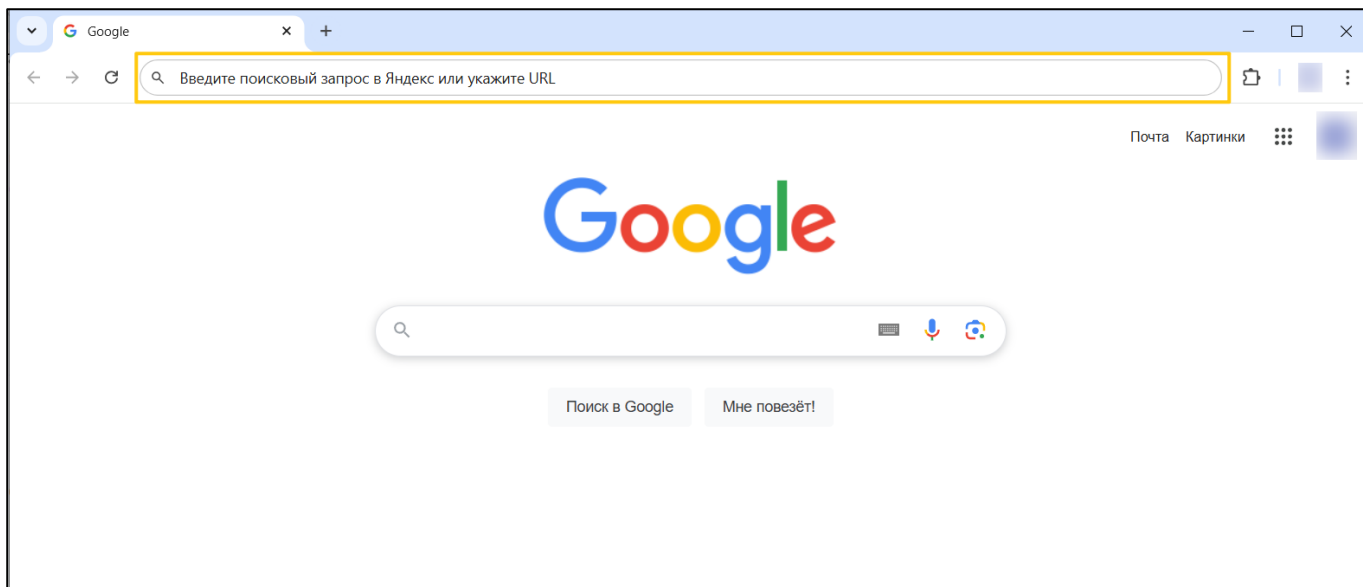 Google
Введите поисковый запрос в Яндекс или укажите URL
Почта Картинки
Google
Поиск в Google Мне повезёт!